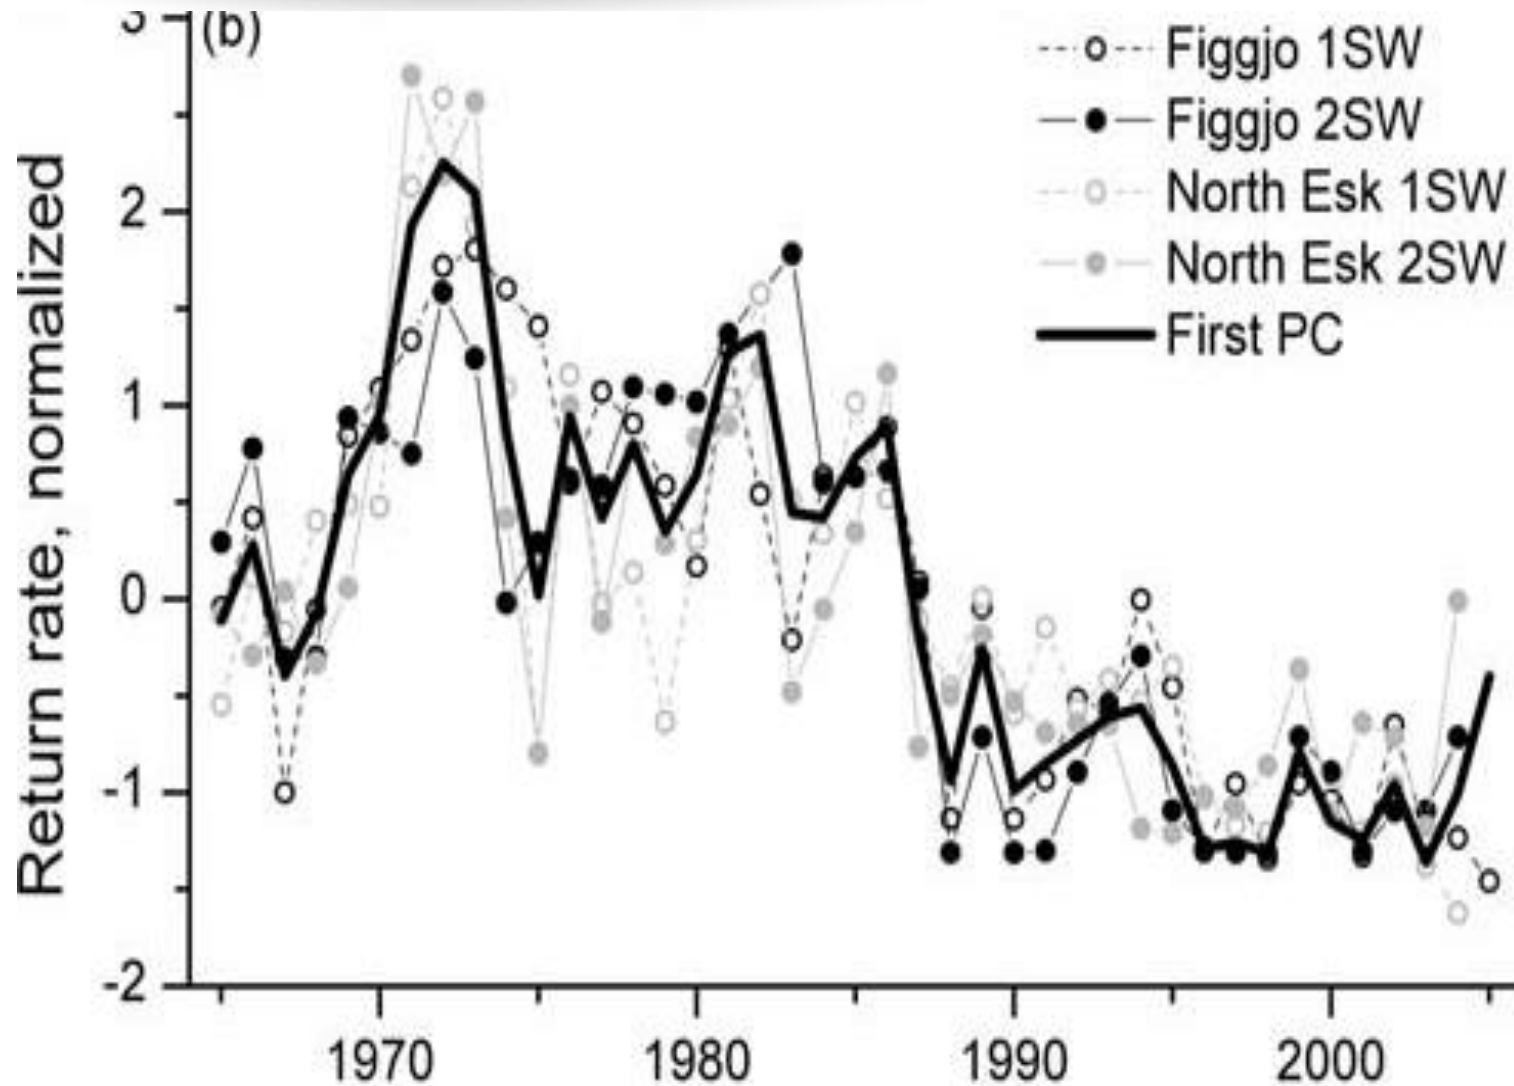 3
(b)
Figgjo 1SW
Figgjo 2SW
North Esk 1SW
North Esk 2SW
First PC
Return rate, normalized
2
1
0
-1
-2
1970
1980
1990
2000